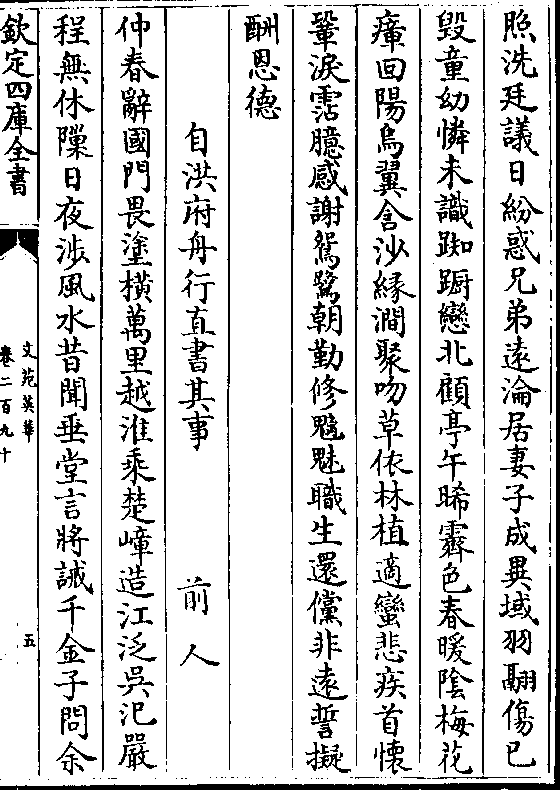 照洗廷議日紛惑兄弟遠淪居妻子成異域羽翮傷已
毀童幼憐未識踟蹰戀北顧亭午晞霽色春暖陰梅花
瘴回陽鳥翼含沙緣澗聚吻草依林植適蠻悲疾首懷
鞏淚霑臆感謝鴛鷺朝勤修魑魅職生還儻非遠誓擬
酬恩德
自洪府舟行直書其事 前人
仲春辭國門畏塗橫萬里越淮乘楚嶂造江泛吳汜嚴
程無休隟日夜涉風水昔聞垂堂言將誡千金子問余
欽定四庫全書
文苑英華
卷二百九十
五